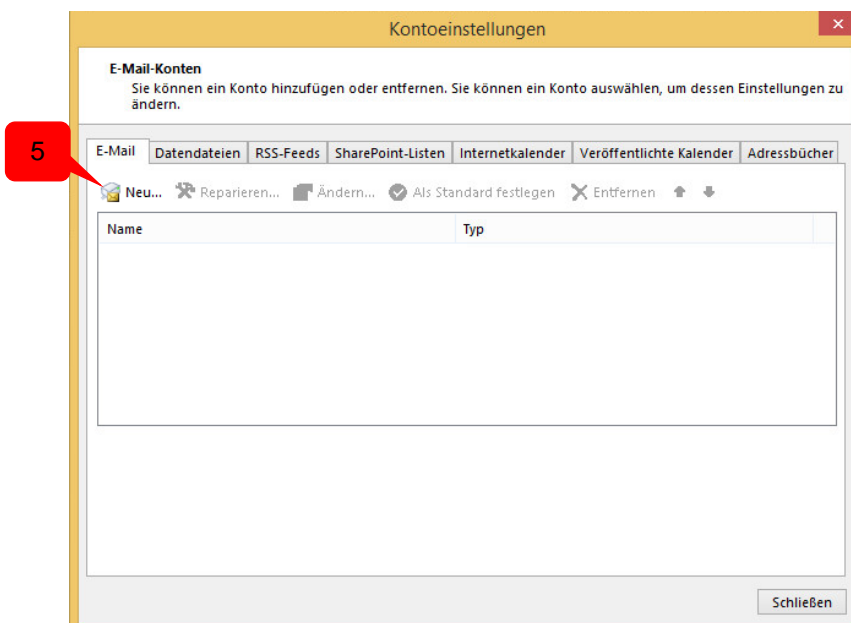 Kontoeinstellungen
E-Mail-Konten
Sie können ein Konto hinzufügen oder entfernen. Sie können ein Konto auswählen, um dessen Einstellungen zu
ändern.
5
E-Mail Datendateien RSS-Feeds SharePoint-Listen Internetkalender Veröffentlichte Kalender Adressbücher
Neu... Reparieren... Ändern... Als Standard festlegen Entfernen
Name Typ
Schließen